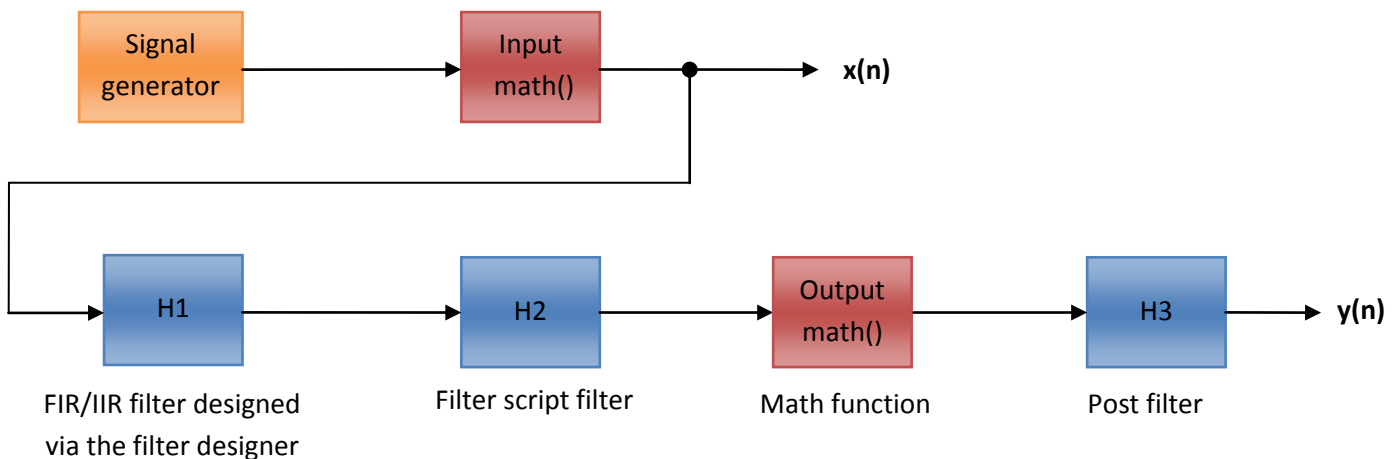 Signal
generator
Input
math()
x(n)
H1
H2
Output
math()
H3
y(n)
FIR/IIR filter designed
via the filter designer
Filter script filter
Math function
Post filter